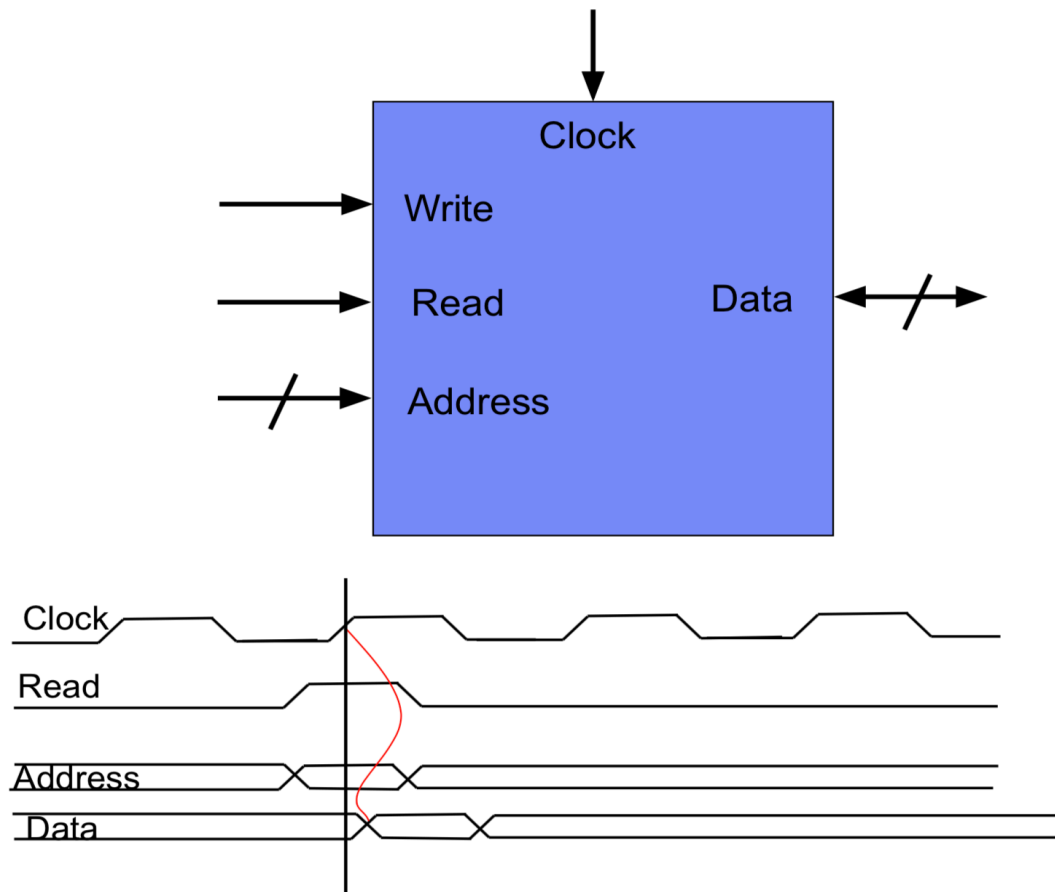 Clock
Write
Read
Data
Address
Clock
Read
Address
Data